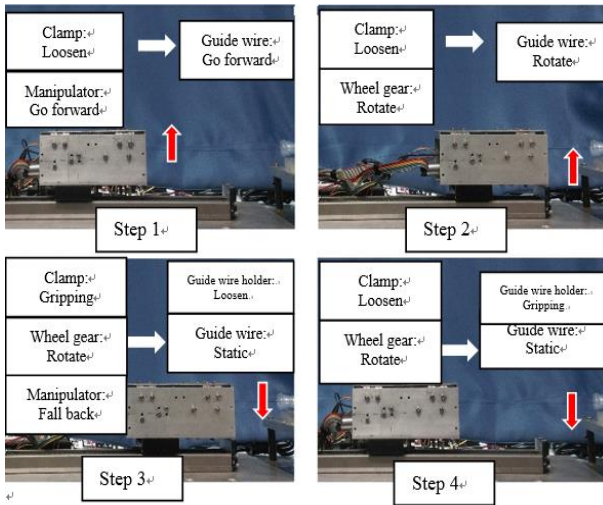 Clamp:
Loosen
Manipulator:
Go forward
Guide wire:
Go forward
Step 1
Clamp:
Loosen
Wheel gear:
Rotate
Guide wire:
Rotate
Step 2
Clamp:
Gripping
Wheel gear:
Rotate
Manipulator:
Fall back
Guide wire holder:
Loosen
Guide wire:
Static
Step 3
Clamp:
Loosen
Wheel gear:
Rotate
Guide wire holder:
Gripping
Guide wire:
Static
Step 4